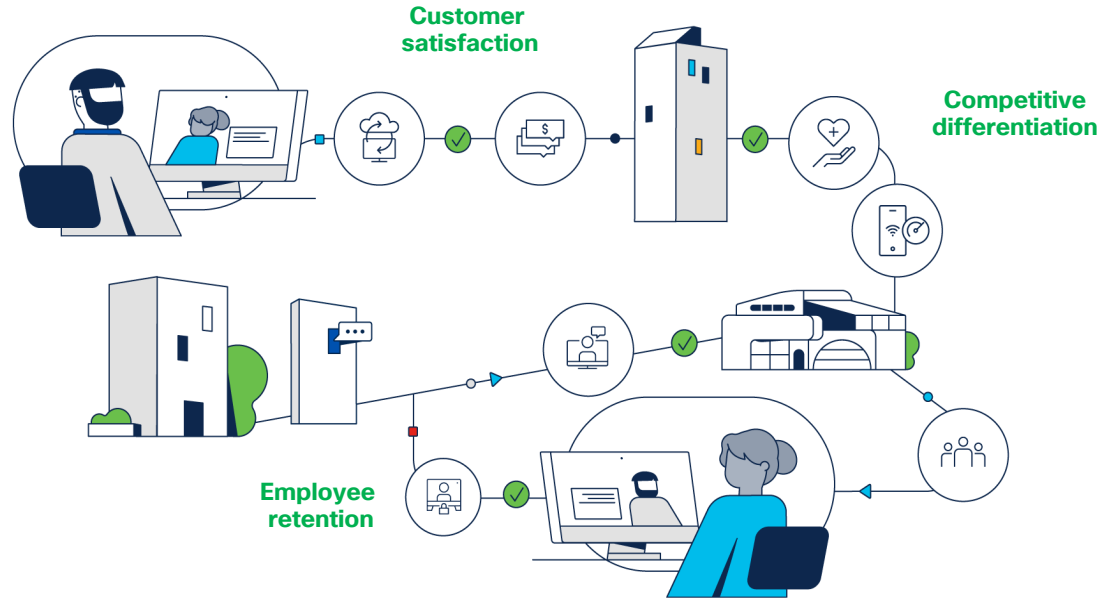 Customer
satisfaction
$
Competitive
differentiation
Employee
retention